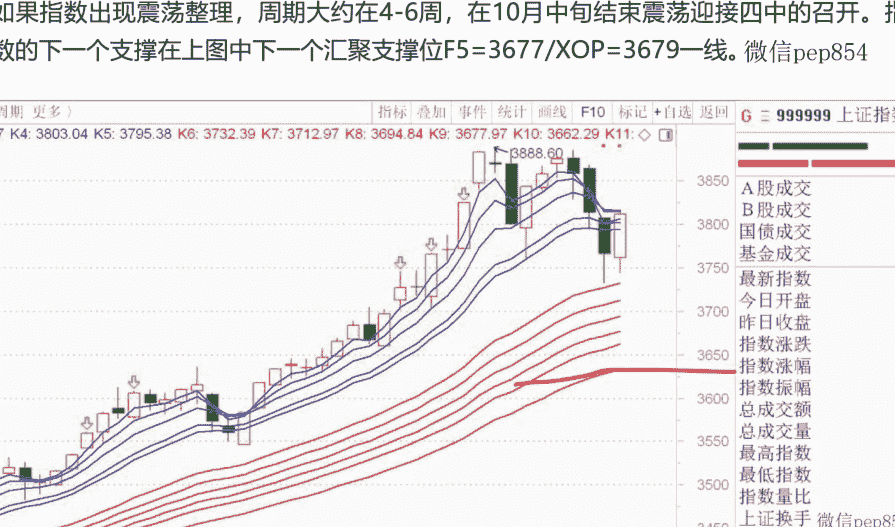 如果指数出现震荡整理，周期大约在4-6周，在10月中旬结束震荡迎接四中的召开。指
数的下一个支撑在上图中下一个汇聚支撑位F5=3677/XOP=3679一线。微信pep854
周期 更多 〉 指标 叠加 事件 统计 画线 F10 标记 +自选 返回 G 999999 上证指数
7 K4: 3803.04 K5: 3795.38 K6: 3732.39 K7: 3712.97 K8: 3694.84 K9: 3677.97 K10: 3662.29 K11:
3888.60
3850
3800
3750
3700
3650
3600
3550
3500
3450
A股成交
B股成交
国债成交
基金成交
最新指数
今日开盘
昨日收盘
指数涨跌
指数涨幅
指数振幅
总成交额
总成交量
最高指数
最低指数
指数量比
上证换手 微信pep85